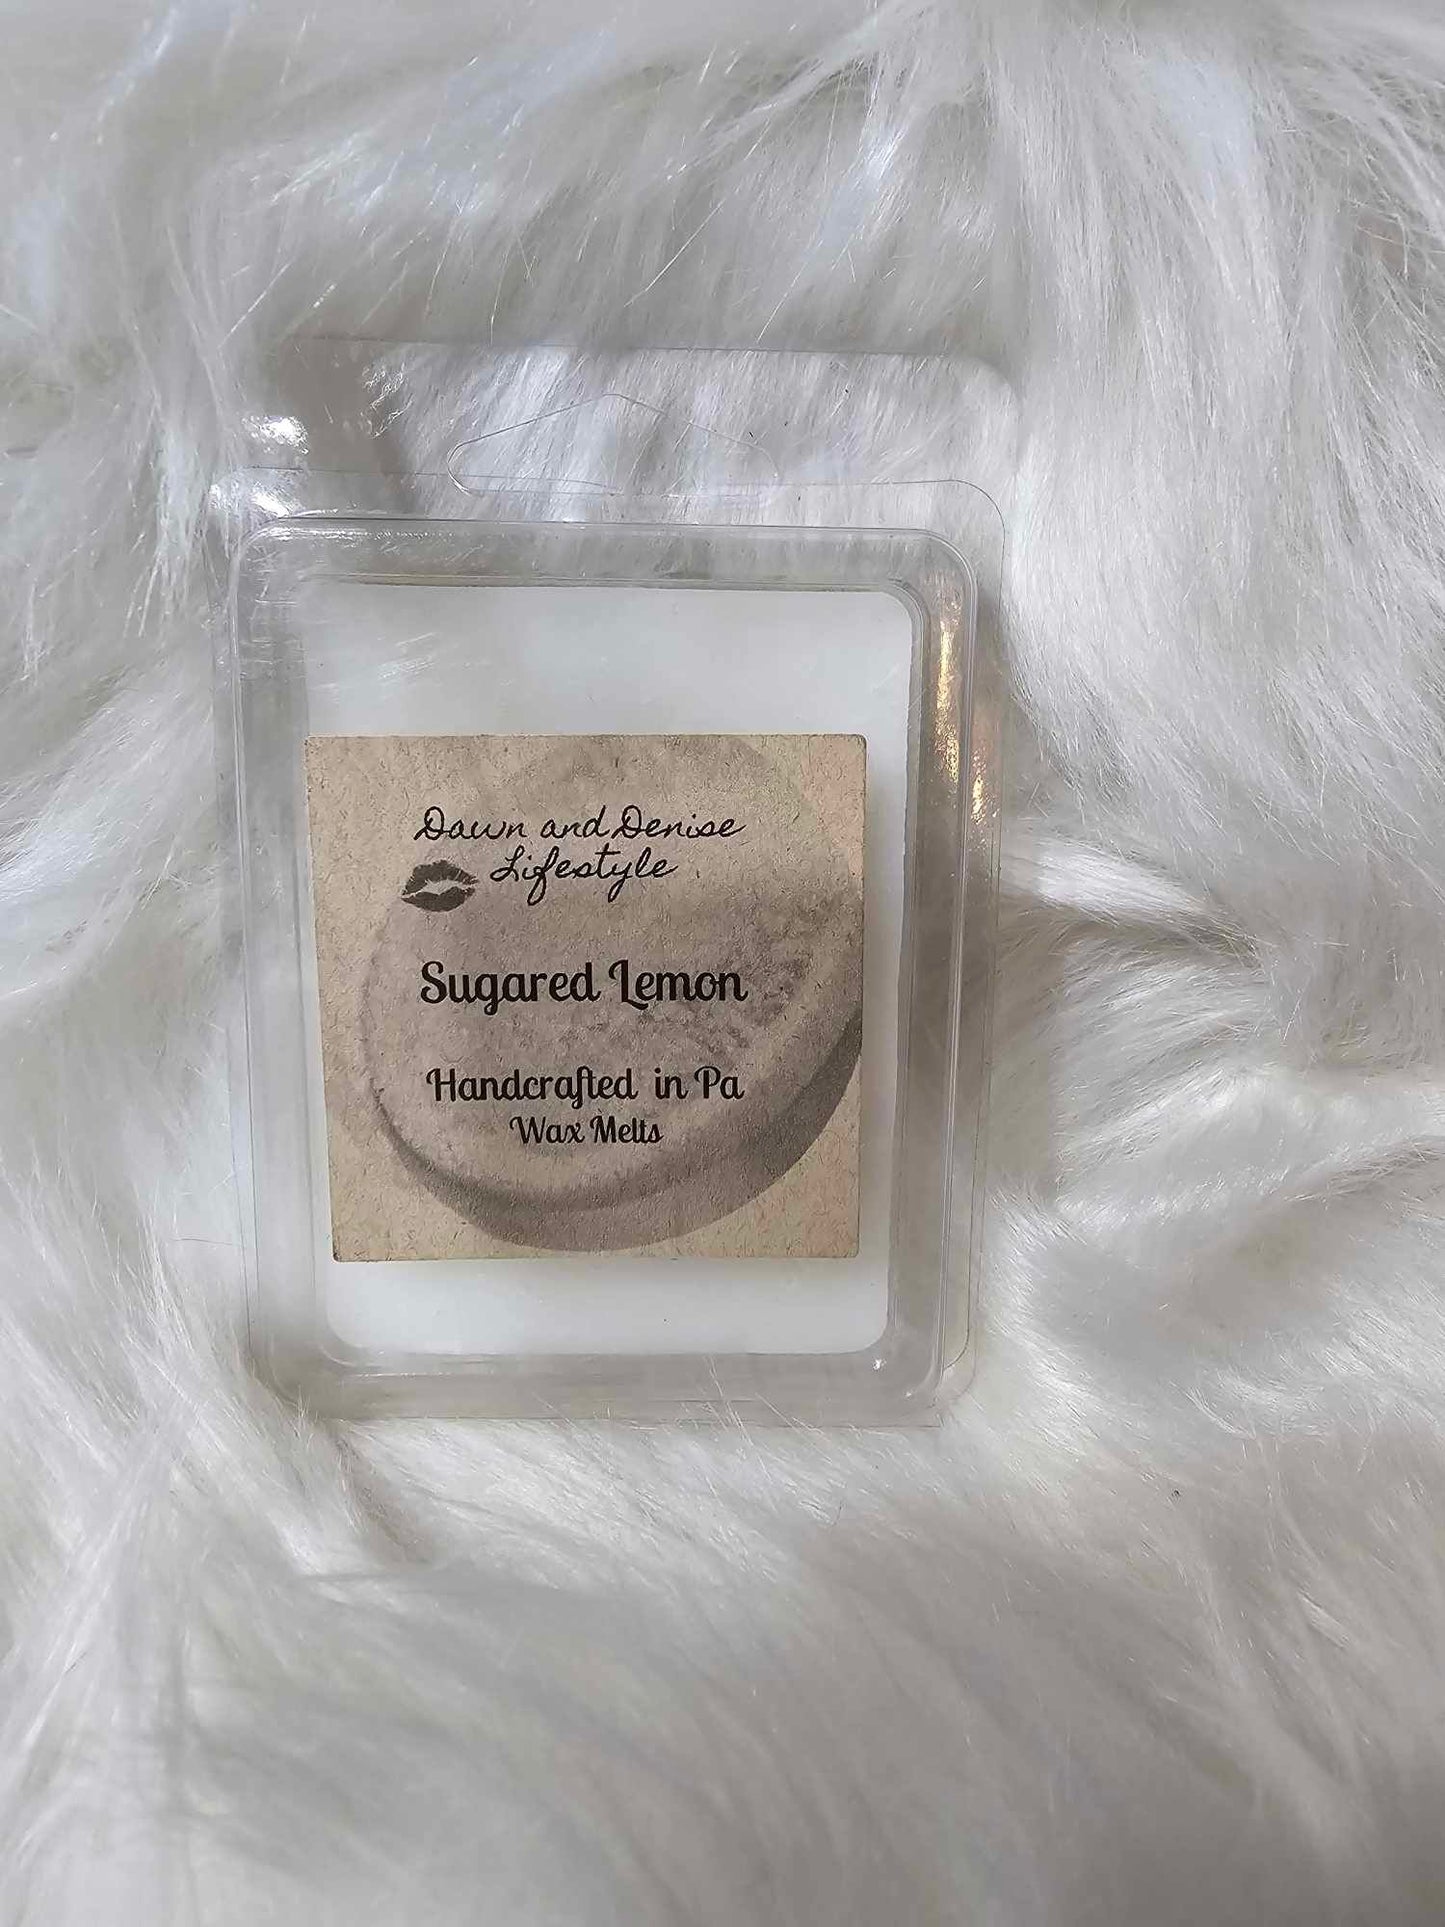 Dawn and Denise
Lifestyle
Sugared Lemon
Handcrafted in Pa
Wax Melts